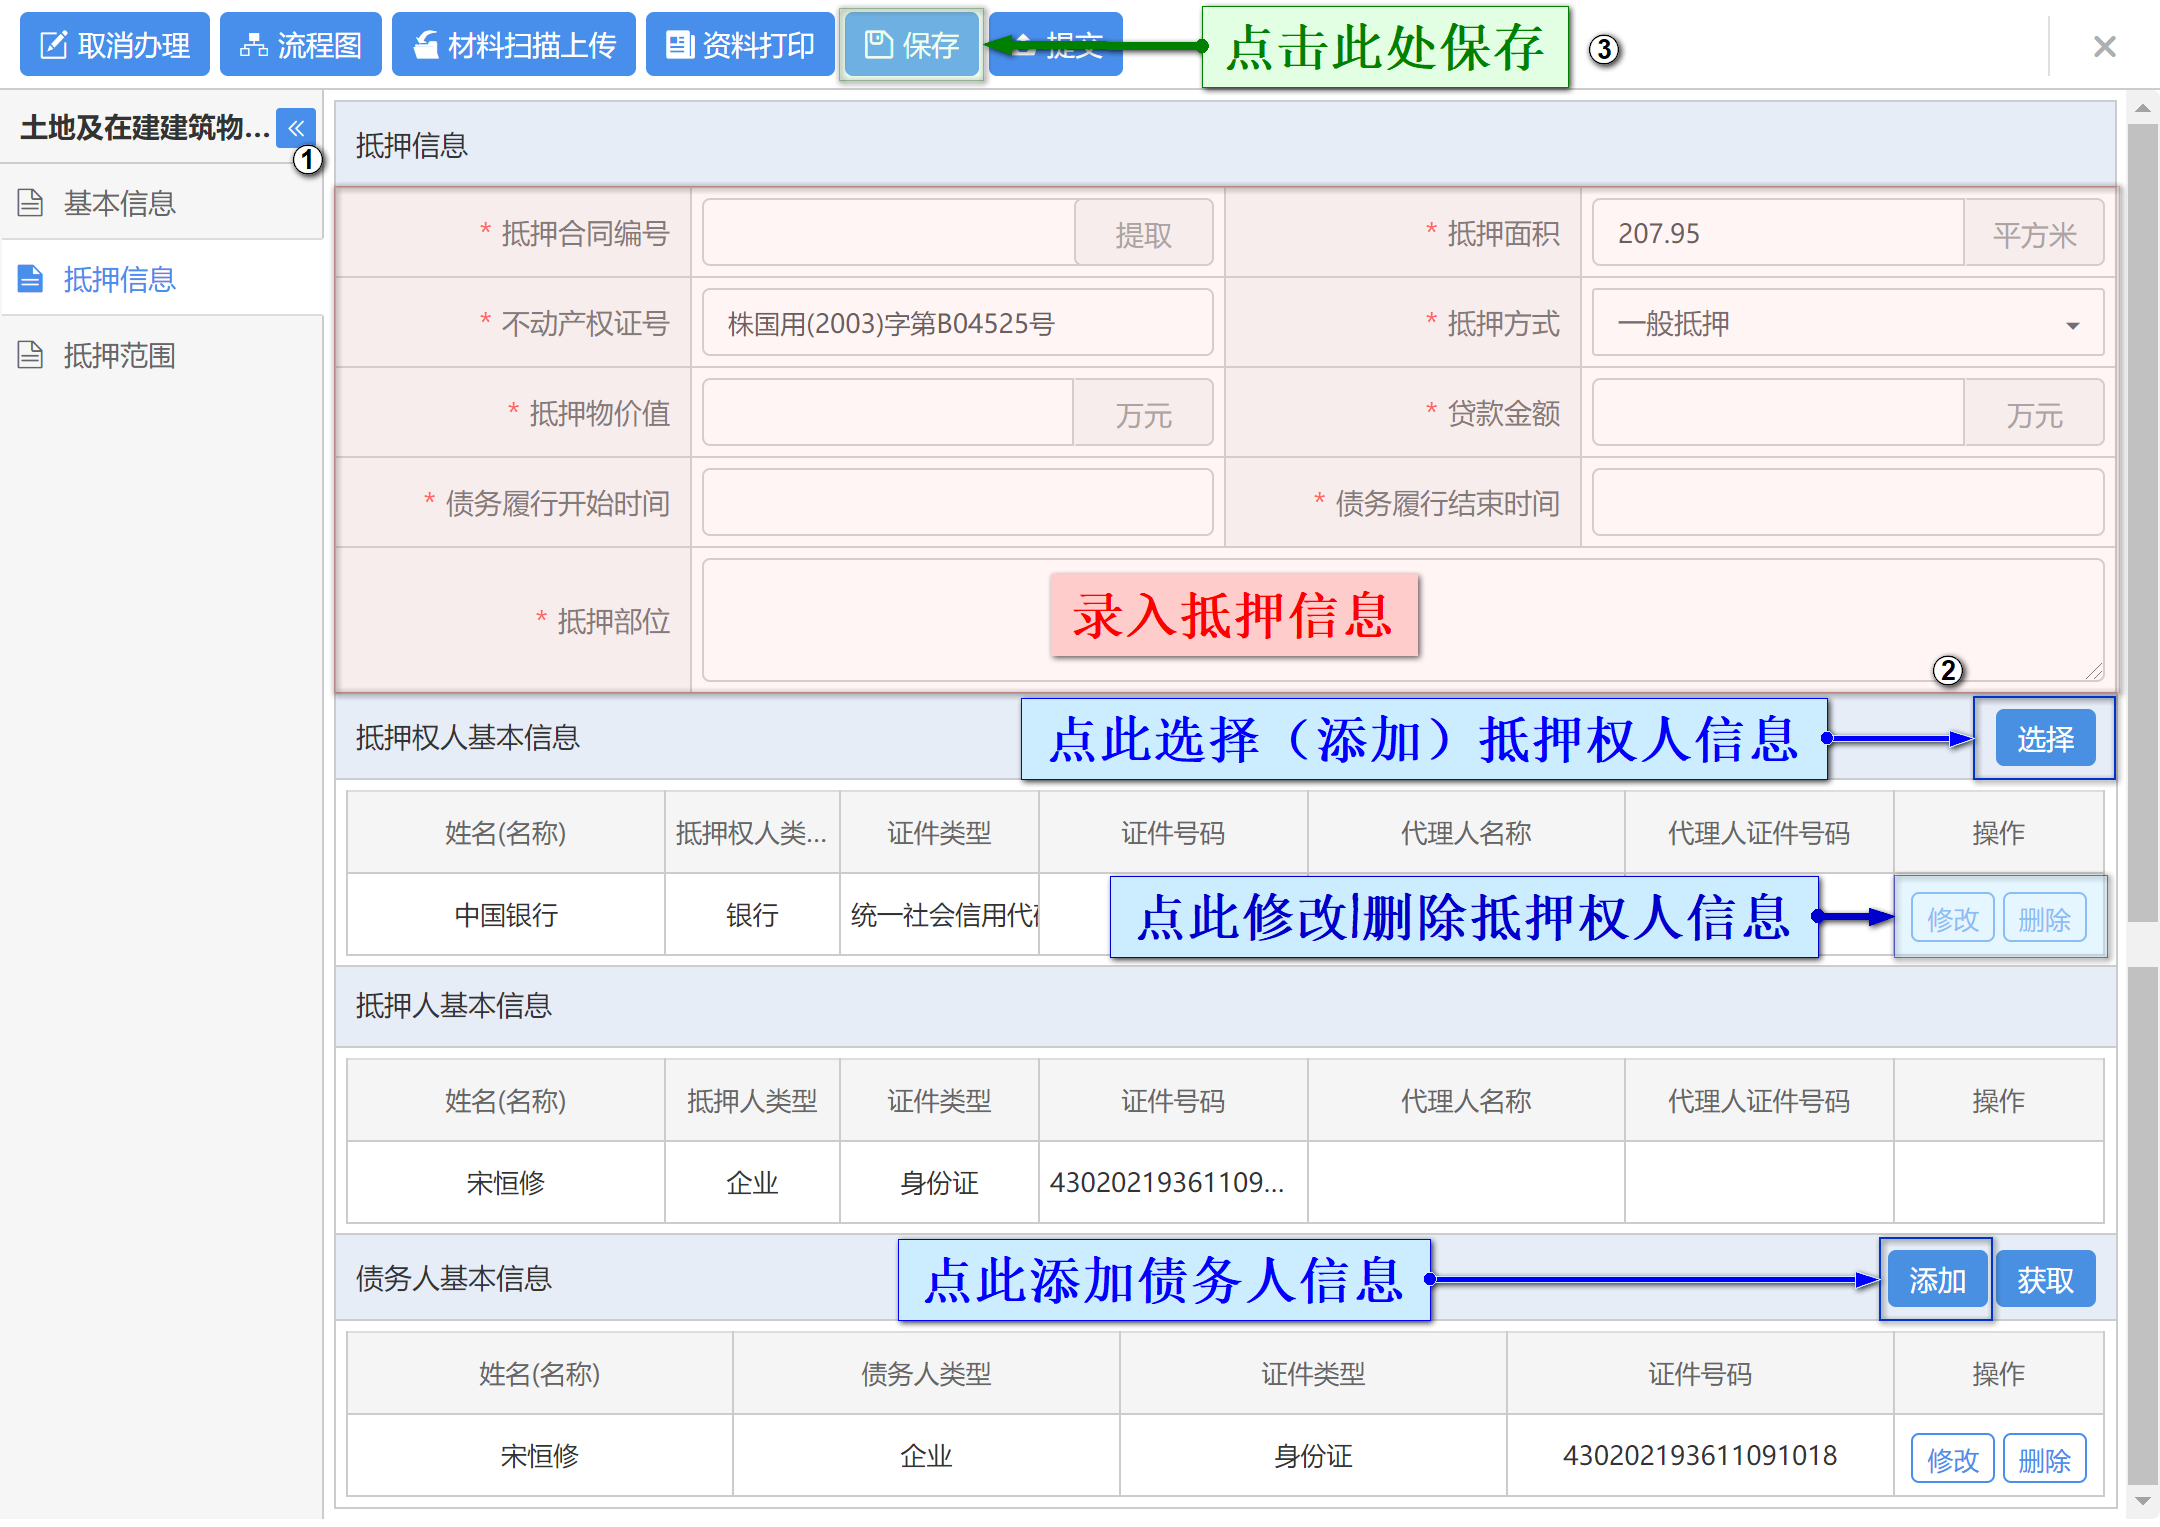 取消办理 流程图 材料扫描上传 资料打印 保存 提交 点击此处保存 ③
土地及在建建筑物...
①
基本信息
抵押信息
抵押范围
抵押信息
* 抵押合同编号 提取 * 抵押面积 207.95 平方米
* 不动产权证号 株国用(2003)字第B04525号 * 抵押方式 一般抵押
* 抵押物价值 万元 * 贷款金额 万元
* 债务履行开始时间 * 债务履行结束时间
* 抵押部位 录入抵押信息
②
抵押权人基本信息 点此选择（添加）抵押权人信息 选择
姓名(名称) 抵押权人类... 证件类型 证件号码 代理人名称 代理人证件号码 操作
中国银行 银行 统一社会信用代 点此修改|删除抵押权人信息 修改 删除
抵押人基本信息
姓名(名称) 抵押人类型 证件类型 证件号码 代理人名称 代理人证件号码 操作
宋恒修 企业 身份证 43020219361109...
债务人基本信息 点此添加债务人信息 添加 获取
姓名(名称) 债务人类型 证件类型 证件号码 操作
宋恒修 企业 身份证 430202193611091018 修改 删除